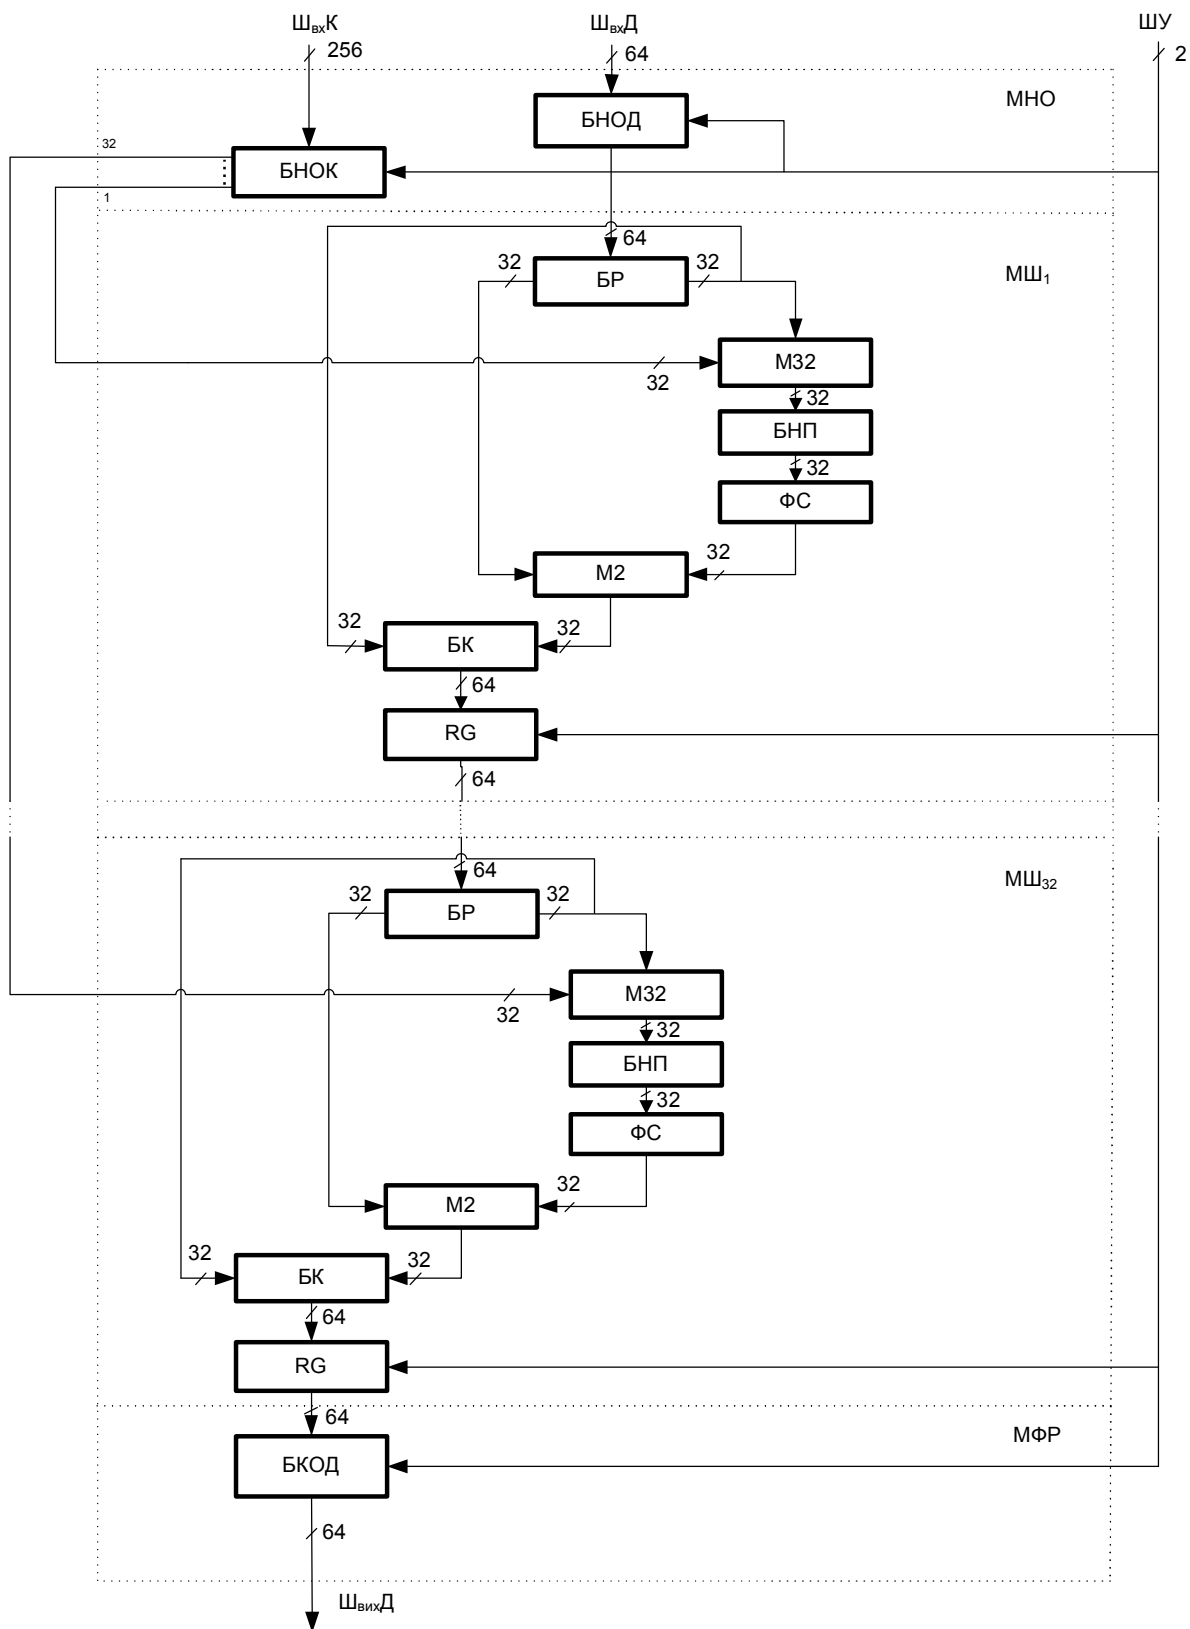 ШвхК ШвхД ШУ
256 64 2
МНО
БНОД
32
БНОК
1
64
32 БР 32
МШ1
М32
32
32
БНП
32
ФС
32
М2
32 32
БК
64
RG
64
64
МШ32
32 БР 32
М32
32
32
БНП
32
ФС
32
М2
32 32
БК
64
RG
64
МФР
БКОД
64
ШвихД